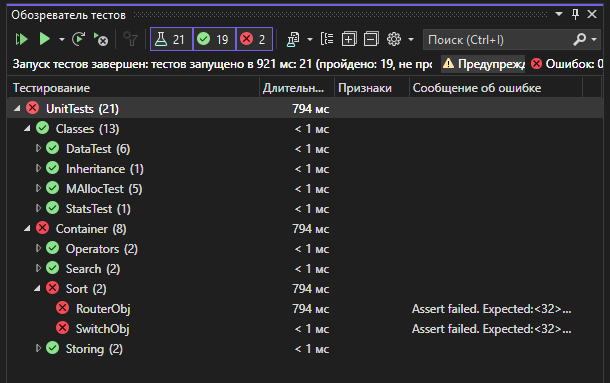 Обозреватель тестов
21 19 2 Поиск (Ctrl+I)
Запуск тестов завершен: тестов запущено в 921 мс: 21 (пройдено: 19, не про Предупрежд Ошибок: 0
Тестирование Длительн... Признаки Сообщение об ошибке
UnitTests (21) 794 мс
Classes (13) < 1 мс
DataTest (6) < 1 мс
Inheritance (1) < 1 мс
MAllocTest (5) < 1 мс
StatsTest (1) < 1 мс
Container (8) 794 мс
Operators (2) < 1 мс
Search (2) < 1 мс
Sort (2) 794 мс
RouterObj 794 мс Assert failed. Expected:<32>...
SwitchObj < 1 мс Assert failed. Expected:<32>...
Storing (2) < 1 мс